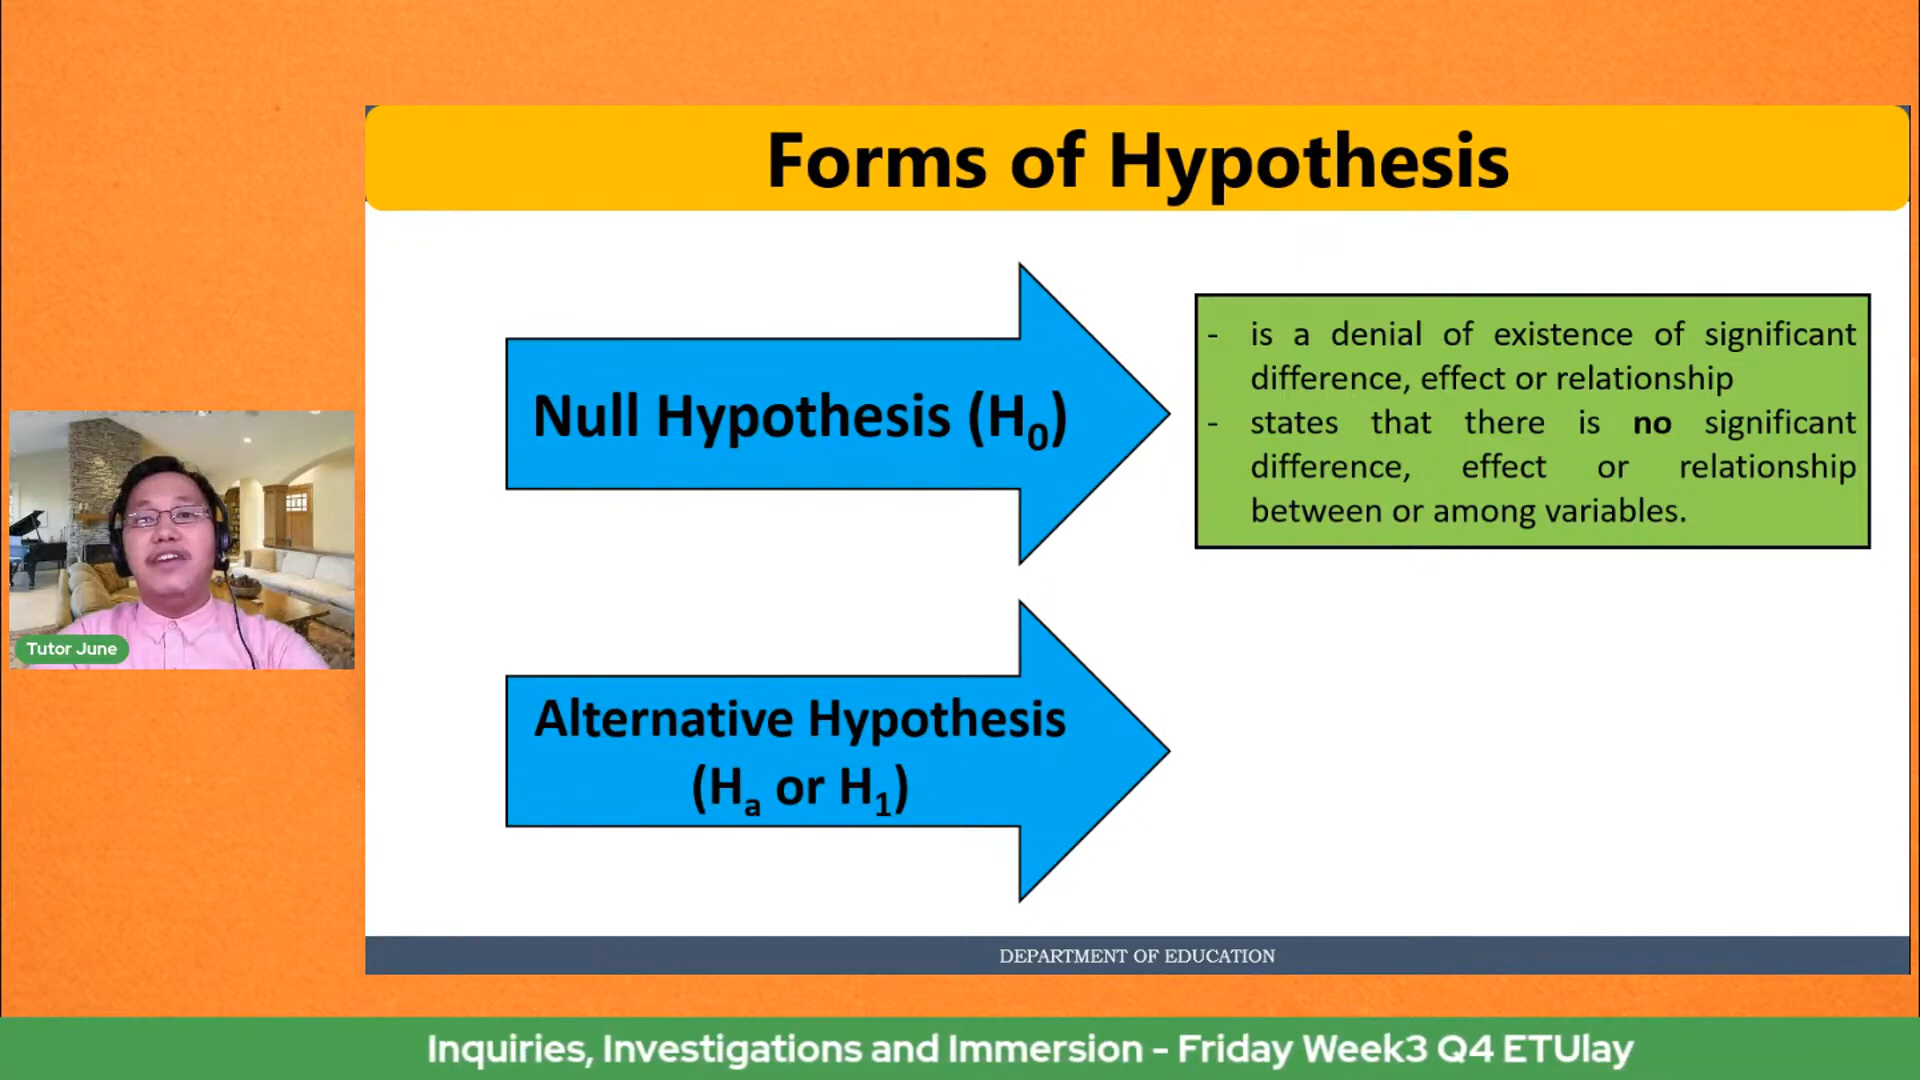 Forms of Hypothesis
Null Hypothesis (H₀)
- is a denial of existence of significant
difference, effect or relationship
- states that there is no significant
difference, effect or relationship
between or among variables.
Tutor June
Alternative Hypothesis
(Hₐ or H₁)
DEPARTMENT OF EDUCATION
Inquiries, Investigations and Immersion - Friday Week3 Q4 ETUlay